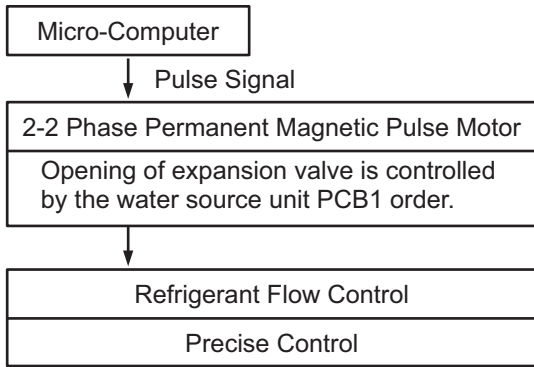 Micro-Computer
Pulse Signal
2-2 Phase Permanent Magnetic Pulse Motor
Opening of expansion valve is controlled
by the water source unit PCB1 order.
Refrigerant Flow Control
Precise Control